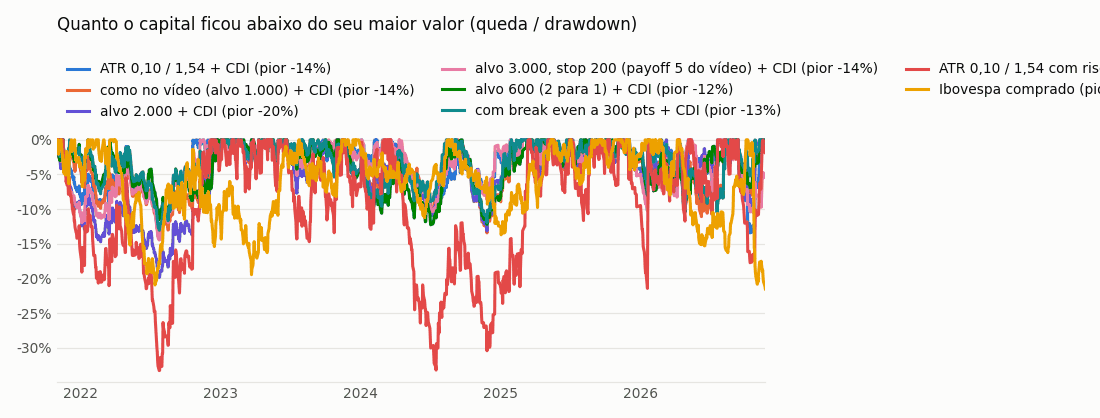 Quanto o capital ficou abaixo do seu maior valor (queda / drawdown)
ATR 0,10 / 1,54 + CDI (pior -14%)
como no vídeo (alvo 1.000) + CDI (pior -14%)
alvo 2.000 + CDI (pior -20%)
alvo 3.000, stop 200 (payoff 5 do vídeo) + CDI (pior -14%)
alvo 600 (2 para 1) + CDI (pior -12%)
com break even a 300 pts + CDI (pior -13%)
ATR 0,10 / 1,54 com
Ibovespa comprado
0%
-5%
-10%
-15%
-20%
-25%
-30%
2022 2023 2024 2025 2026